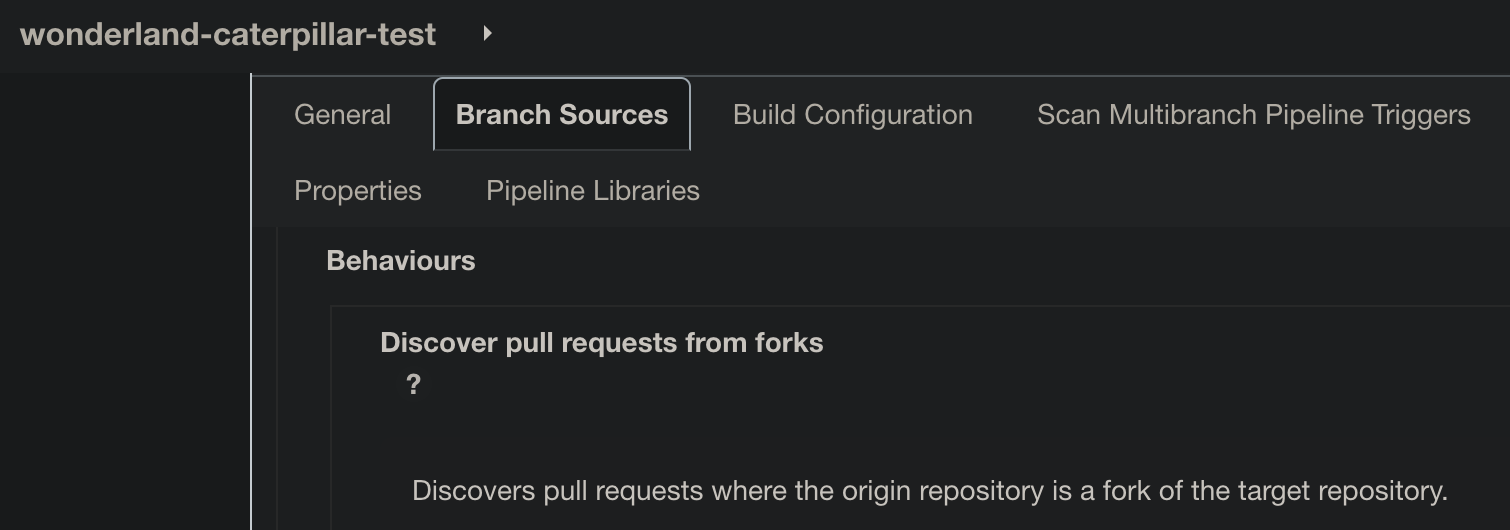 wonderland-caterpillar-test
General Branch Sources Build Configuration Scan Multibranch Pipeline Triggers
Properties Pipeline Libraries
Behaviours
Discover pull requests from forks
?
Discovers pull requests where the origin repository is a fork of the target repository.